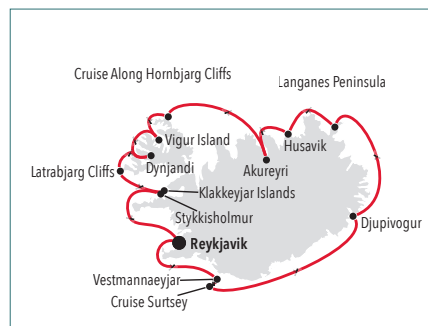 Cruise Along Hornbjarg Cliffs
Langanes Peninsula
Vigur Island
Husavik
Dynjandi
Akureyri
Latrabjarg Cliffs
Klakkeyjar Islands
Stykkisholmur
Djupivogur
Reykjavik
Vestmannaeyjar
Cruise Surtsey